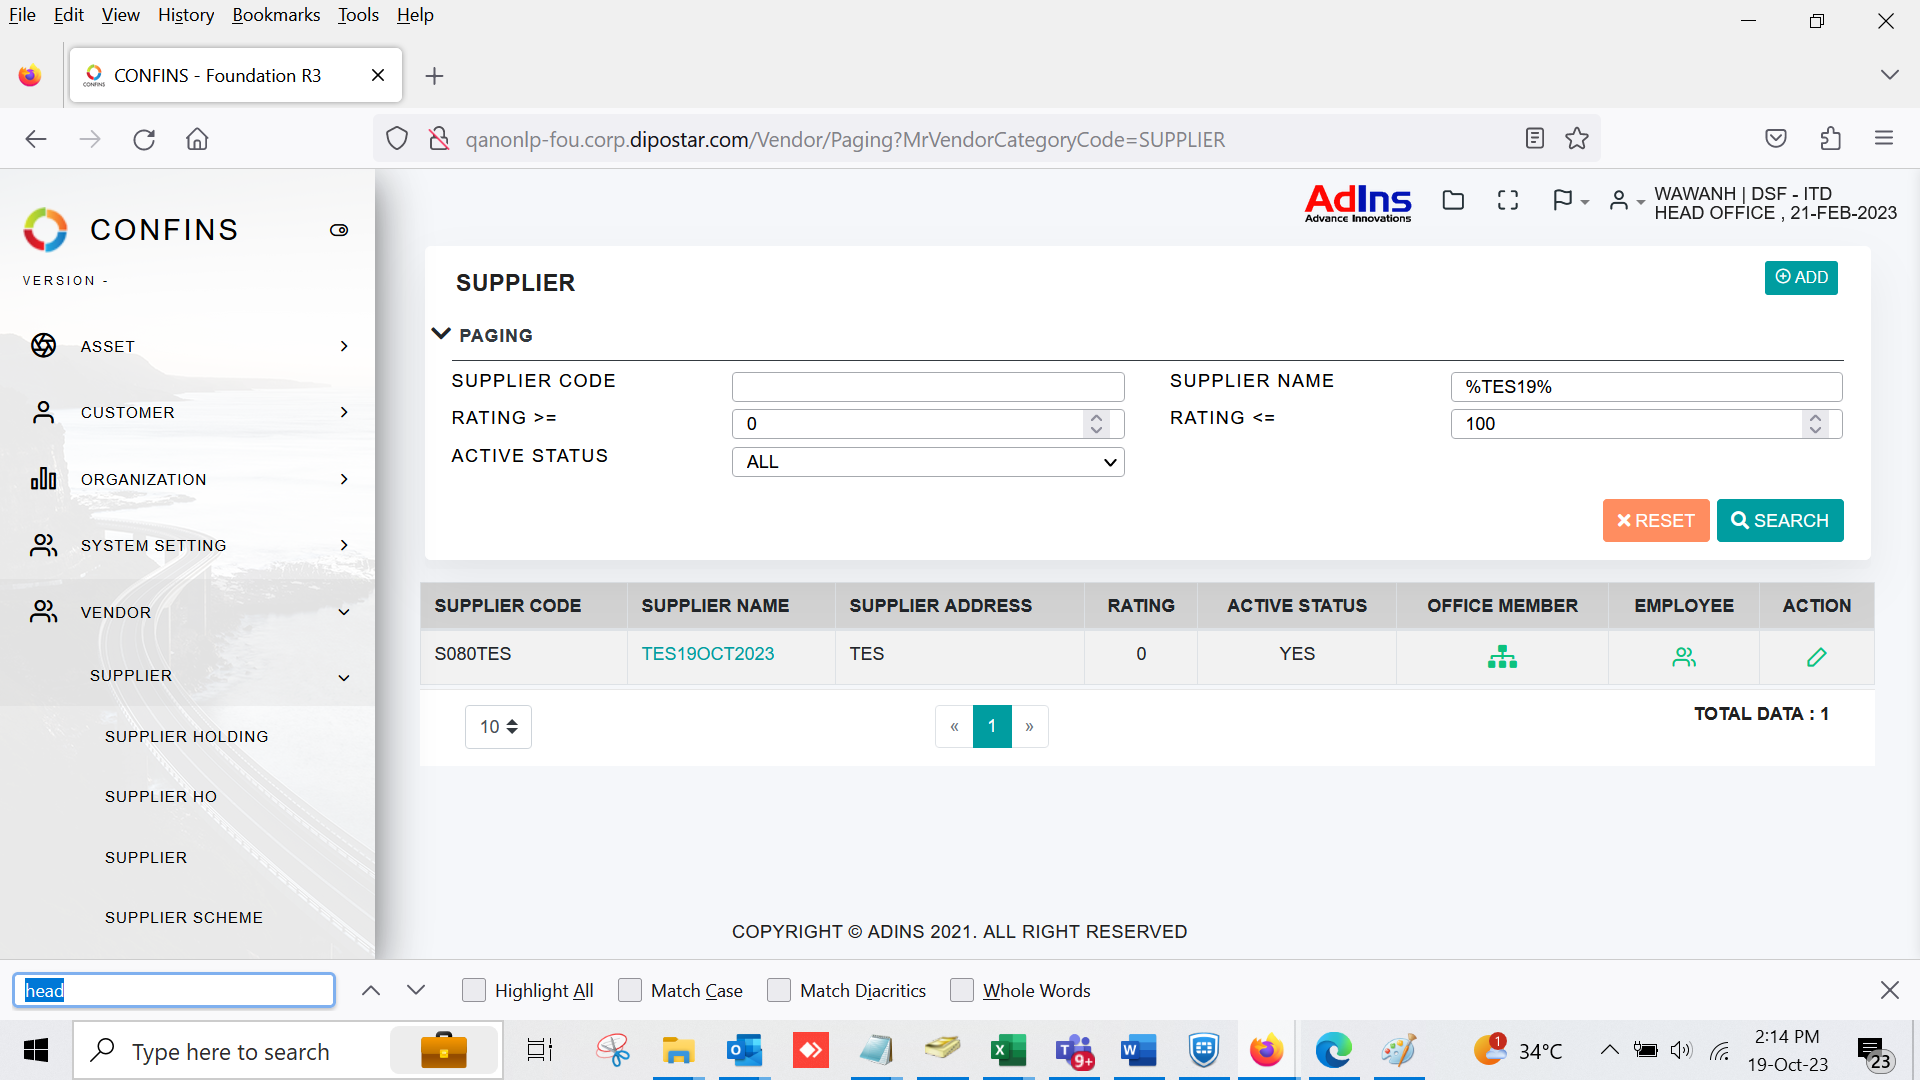 File Edit View History Bookmarks Tools Help
CONFINS - Foundation R3
qanonlp-fou.corp.dipostar.com/Vendor/Paging?MrVendorCategoryCode=SUPPLIER
CONFINS
VERSION -
ASSET
CUSTOMER
ORGANIZATION
SYSTEM SETTING
VENDOR
SUPPLIER
SUPPLIER HOLDING
SUPPLIER HO
SUPPLIER
SUPPLIER SCHEME
AdIns
Advance Innovations
WAWANH | DSF - ITD
HEAD OFFICE , 21-FEB-2023
SUPPLIER
ADD
PAGING
SUPPLIER CODE
SUPPLIER NAME %TES19%
RATING >= 0
RATING <= 100
ACTIVE STATUS ALL
RESET SEARCH
SUPPLIER CODE SUPPLIER NAME SUPPLIER ADDRESS RATING ACTIVE STATUS OFFICE MEMBER EMPLOYEE ACTION
S080TES TES19OCT2023 TES 0 YES
10 « 1 » TOTAL DATA : 1
COPYRIGHT © ADINS 2021. ALL RIGHT RESERVED
head Highlight All Match Case Match Diacritics Whole Words
Type here to search
9+
1
34°C
2:14 PM
19-Oct-23
23